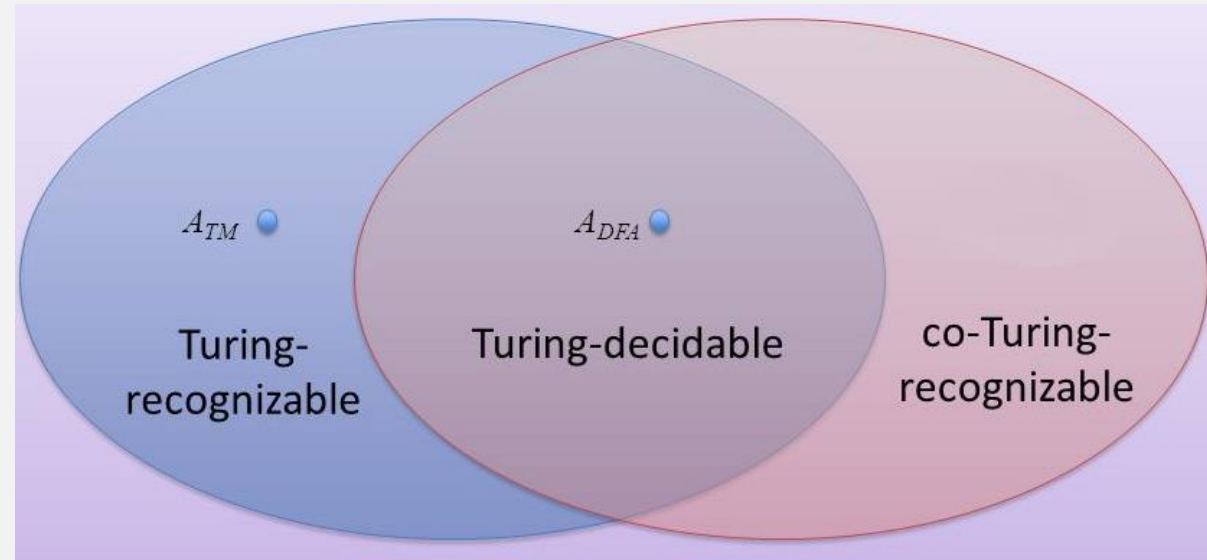 A_TM
A_DFA
Turing-
recognizable
Turing-decidable
co-Turing-
recognizable